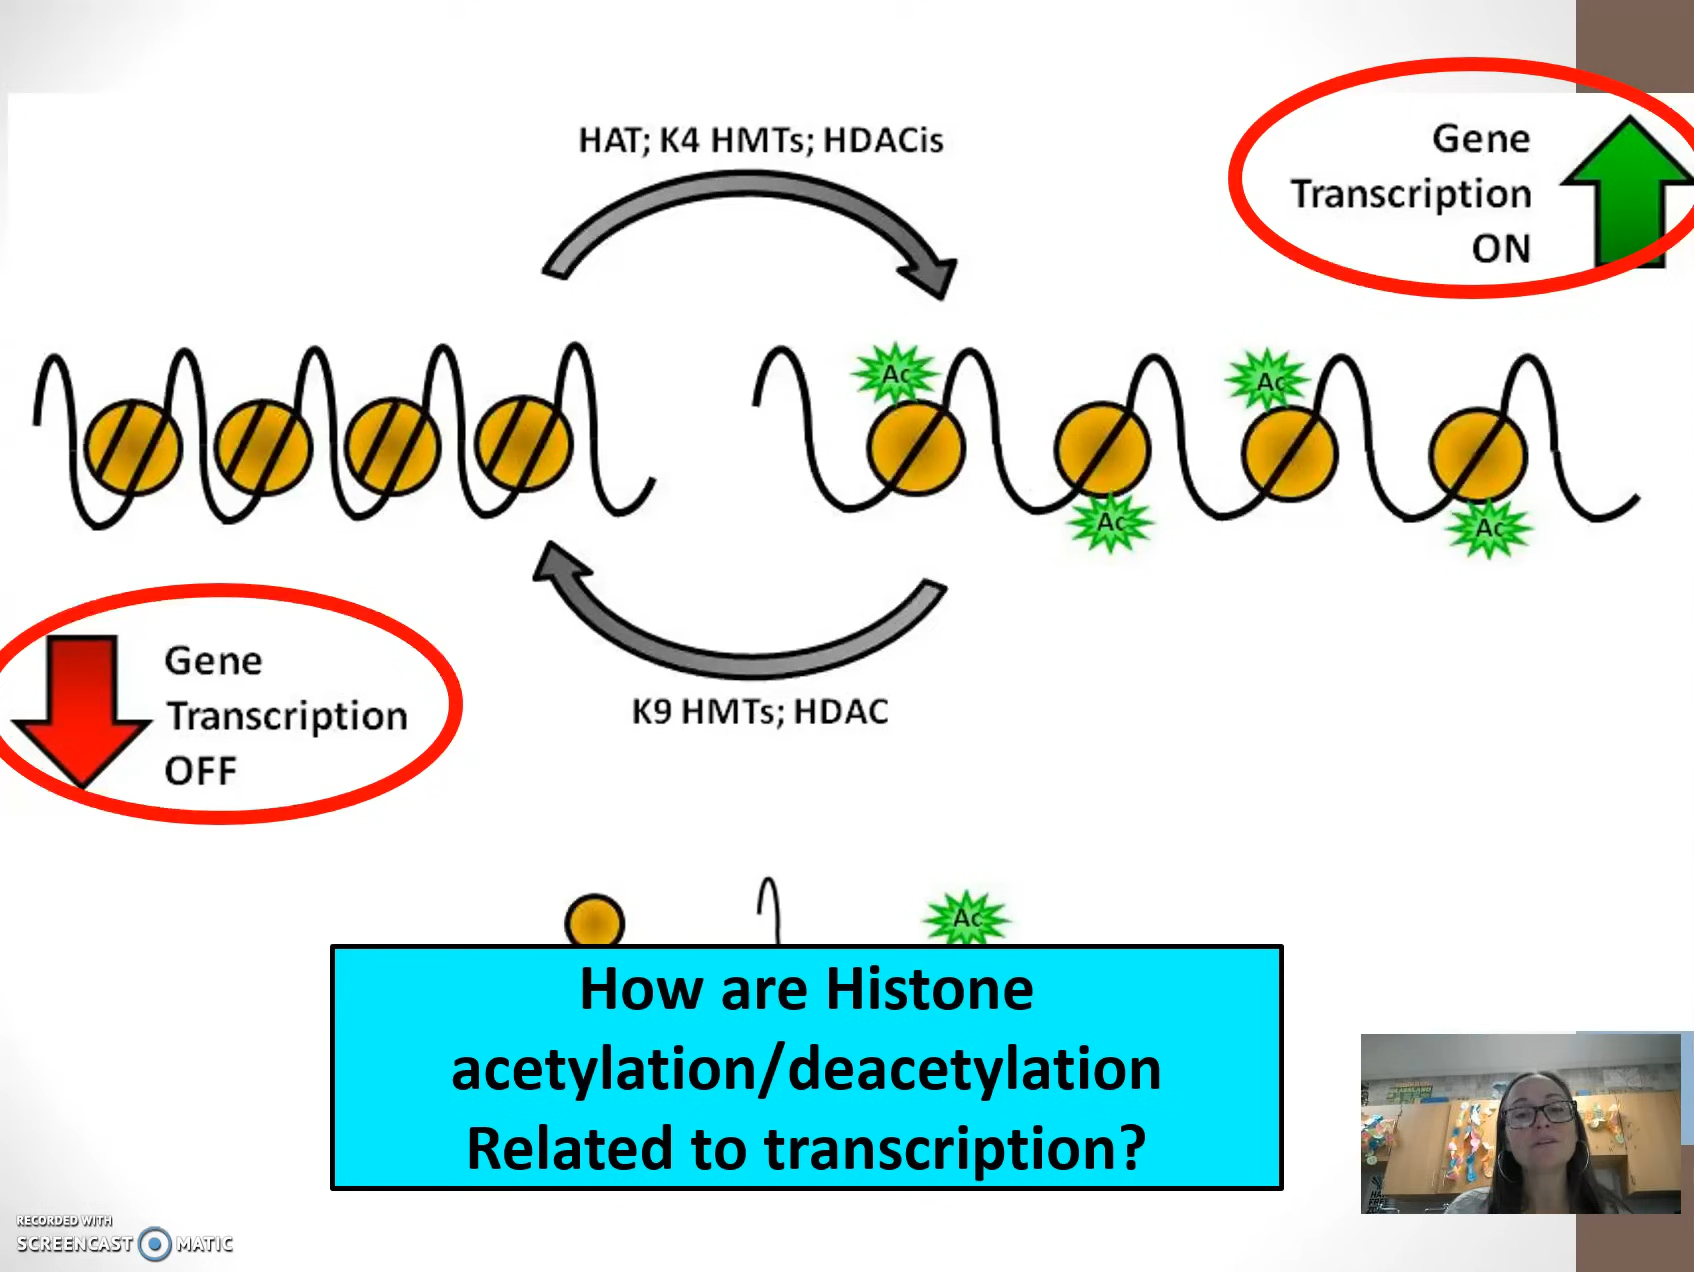 HAT; K4 HMTs; HDACis
Gene
Transcription
ON
Ac
Ac
Ac
Ac
K9 HMTs; HDAC
Gene
Transcription
OFF
Ac
How are Histone
acetylation/deacetylation
Related to transcription?
RECORDED WITH
SCREENCAST MATIC